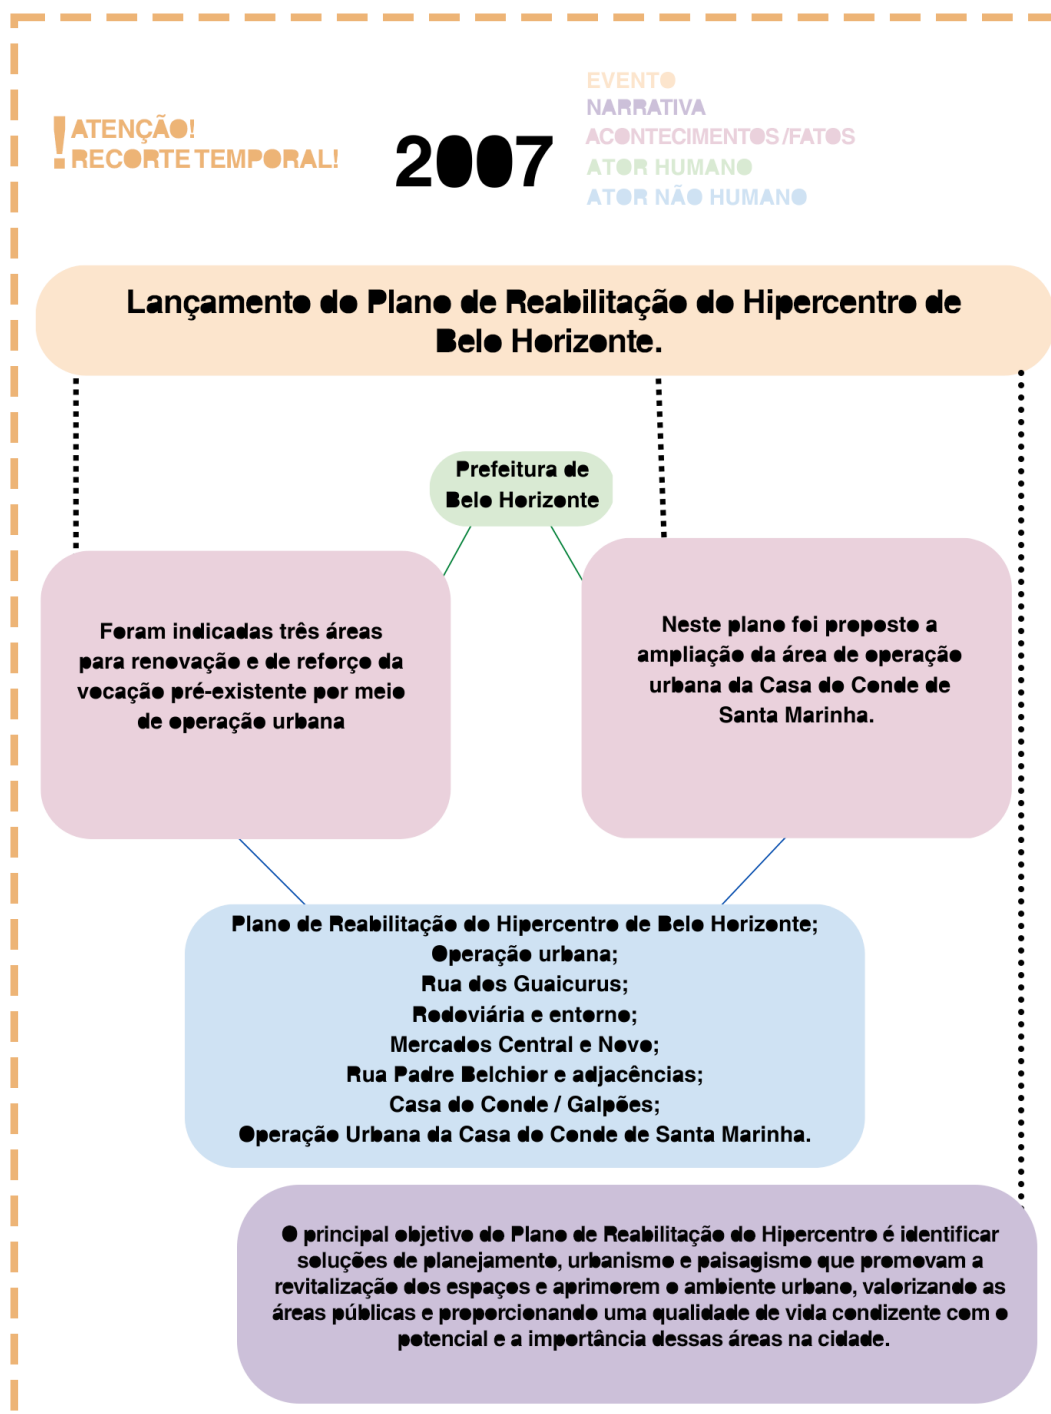 ! ATENÇÃO!
RECORTE TEMPORAL!
2007
EVENTO
NARRATIVA
ACONTECIMENTOS /FATOS
ATOR HUMANO
ATOR NÃO HUMANO
Lançamento do Plano de Reabilitação do Hipercentro de
Belo Horizonte.
Prefeitura de
Belo Horizonte
Foram indicadas três áreas
para renovação e de reforço da
vocação pré-existente por meio
de operação urbana
Neste plano foi proposto a
ampliação da área de operação
urbana da Casa do Conde de
Santa Marinha.
Plano de Reabilitação do Hipercentro de Belo Horizonte;
Operação urbana;
Rua dos Guaicurus;
Rodoviária e entorno;
Mercados Central e Novo;
Rua Padre Belchior e adjacências;
Casa do Conde / Galpões;
Operação Urbana da Casa do Conde de Santa Marinha.
O principal objetivo do Plano de Reabilitação do Hipercentro é identificar
soluções de planejamento, urbanismo e paisagismo que promovam a
revitalização dos espaços e aprimorem o ambiente urbano, valorizando as
áreas públicas e proporcionando uma qualidade de vida condizente com o
potencial e a importância dessas áreas na cidade.